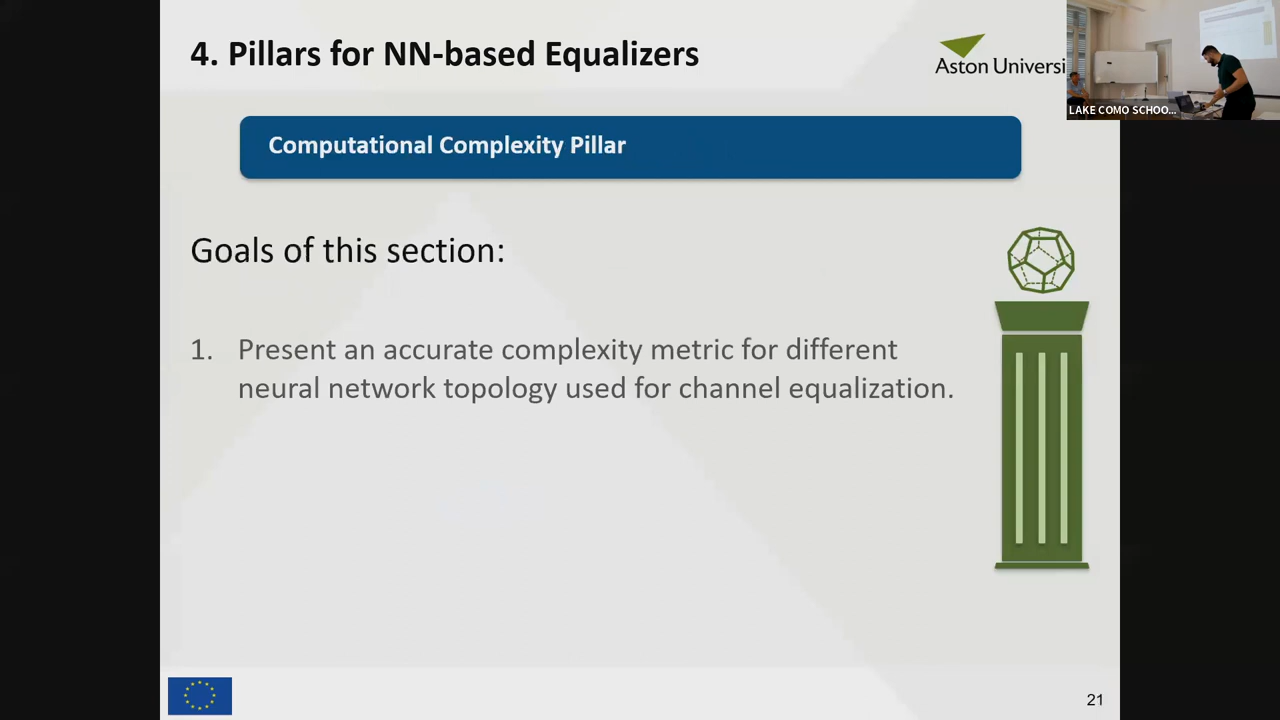 4. Pillars for NN-based Equalizers
Aston Universi
LAKE COMO SCHOO...
Computational Complexity Pillar
Goals of this section:
1. Present an accurate complexity metric for different
neural network topology used for channel equalization.
21